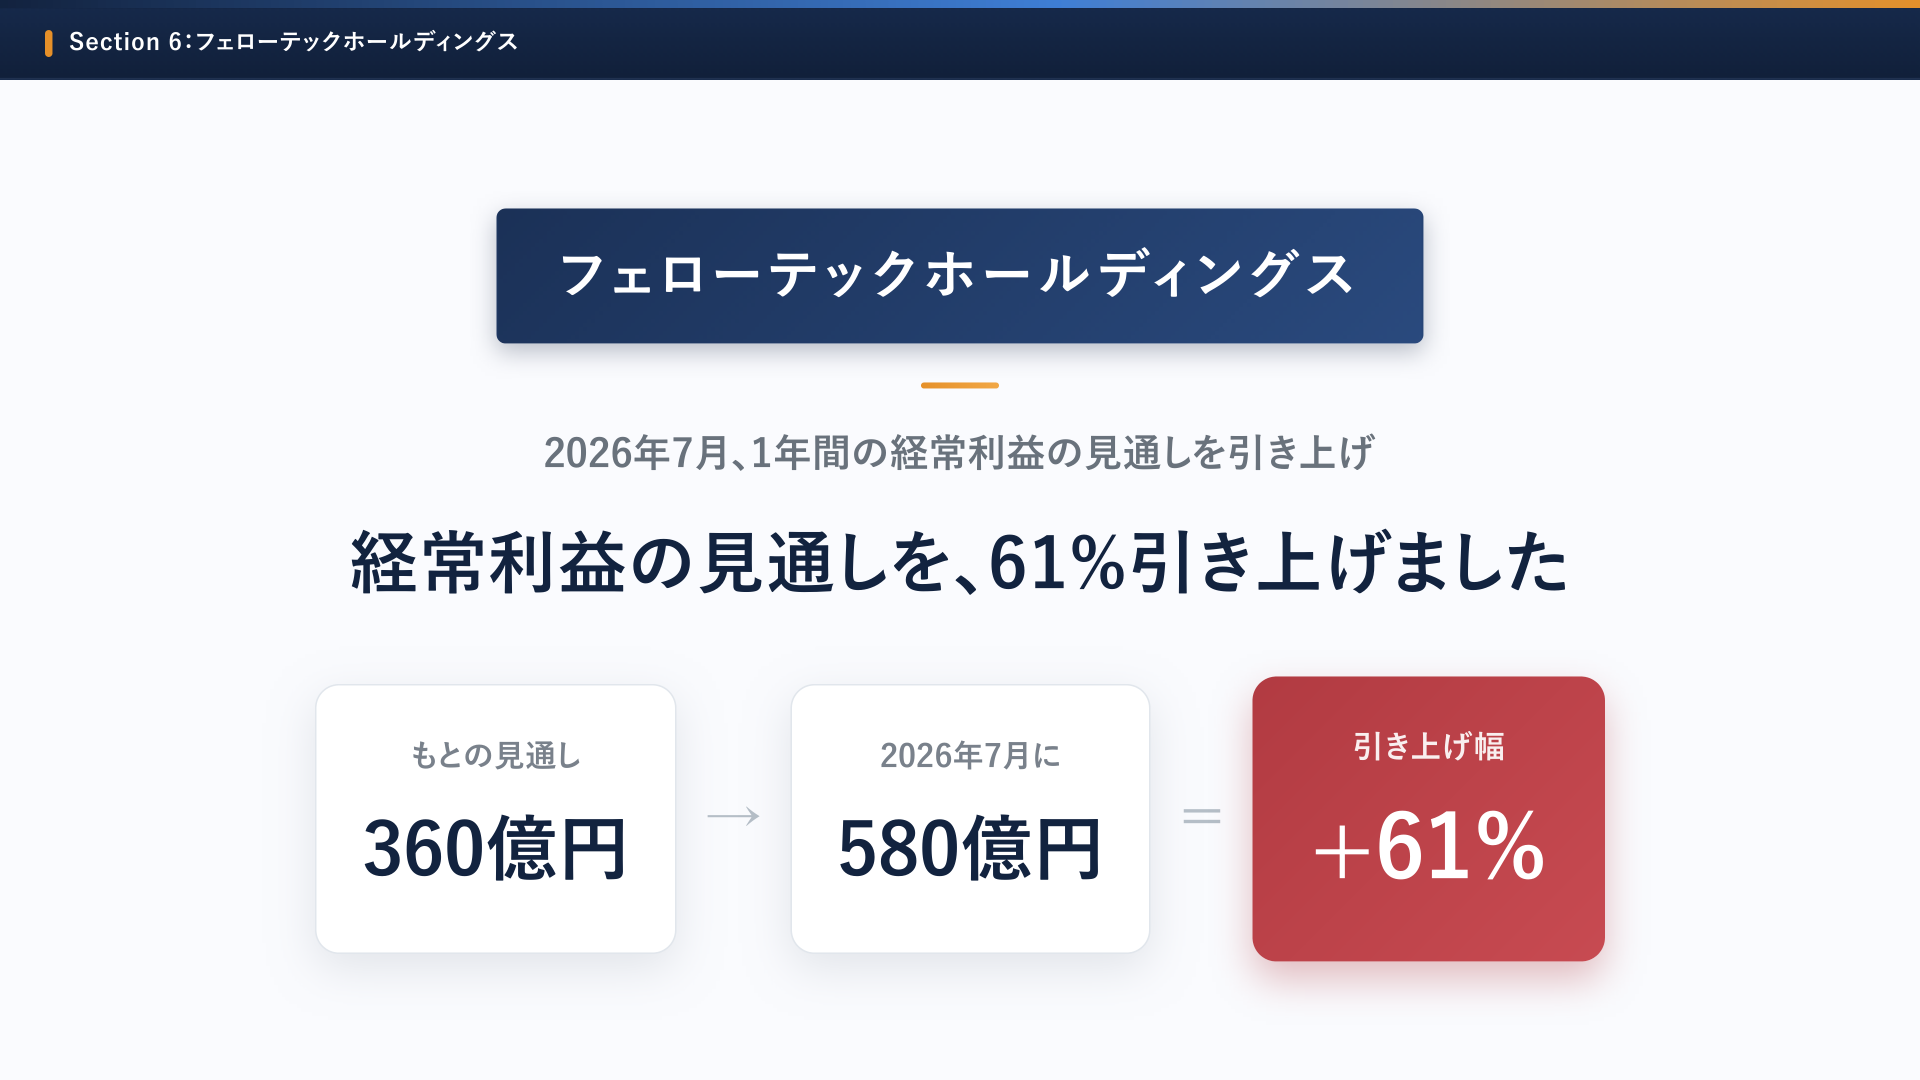 Section 6：フェローテックホールディングス
フェローテックホールディングス
2026年7月、1年間の経常利益の見通しを引き上げ
経常利益の見通しを、61%引き上げました
もとの見通し
360億円
→
2026年7月に
580億円
＝
引き上げ幅
＋61%